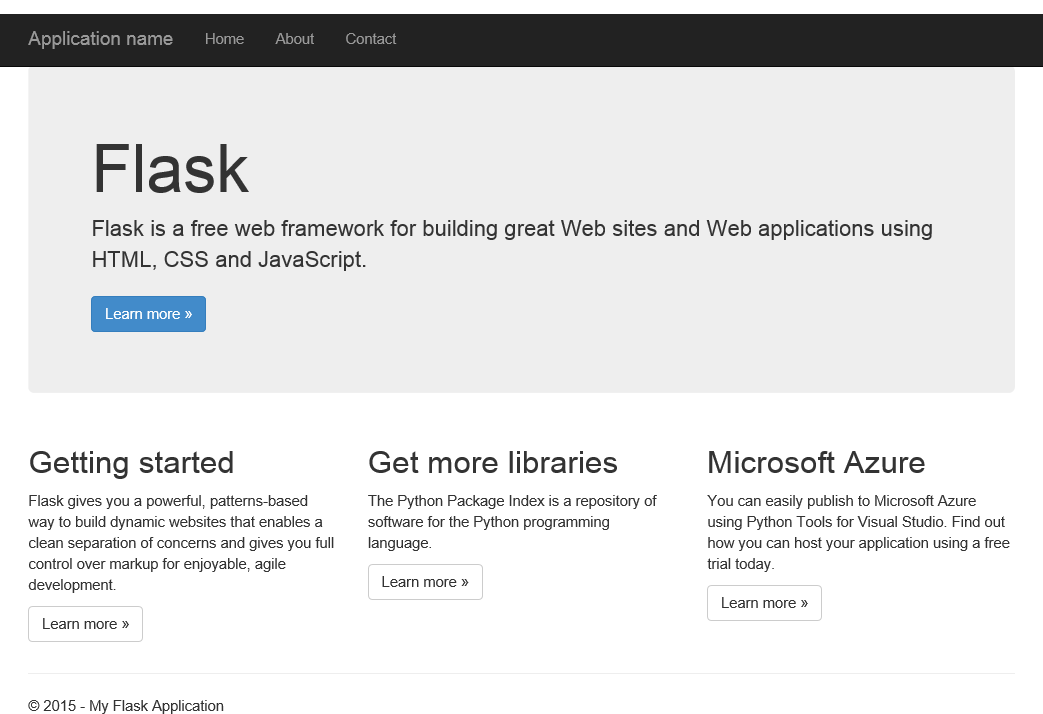 Application name Home About Contact
Flask
Flask is a free web framework for building great Web sites and Web applications using
HTML, CSS and JavaScript.
Learn more »
Getting started
Flask gives you a powerful, patterns-based
way to build dynamic websites that enables a
clean separation of concerns and gives you full
control over markup for enjoyable, agile
development.
Learn more »
Get more libraries
The Python Package Index is a repository of
software for the Python programming
language.
Learn more »
Microsoft Azure
You can easily publish to Microsoft Azure
using Python Tools for Visual Studio. Find out
how you can host your application using a free
trial today.
Learn more »
© 2015 - My Flask Application